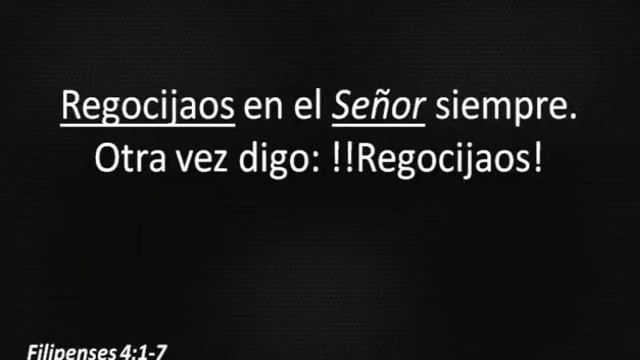 Regocijaos en el Señor siempre.
Otra vez digo: !!Regocijaos!
Filipenses 4:1-7